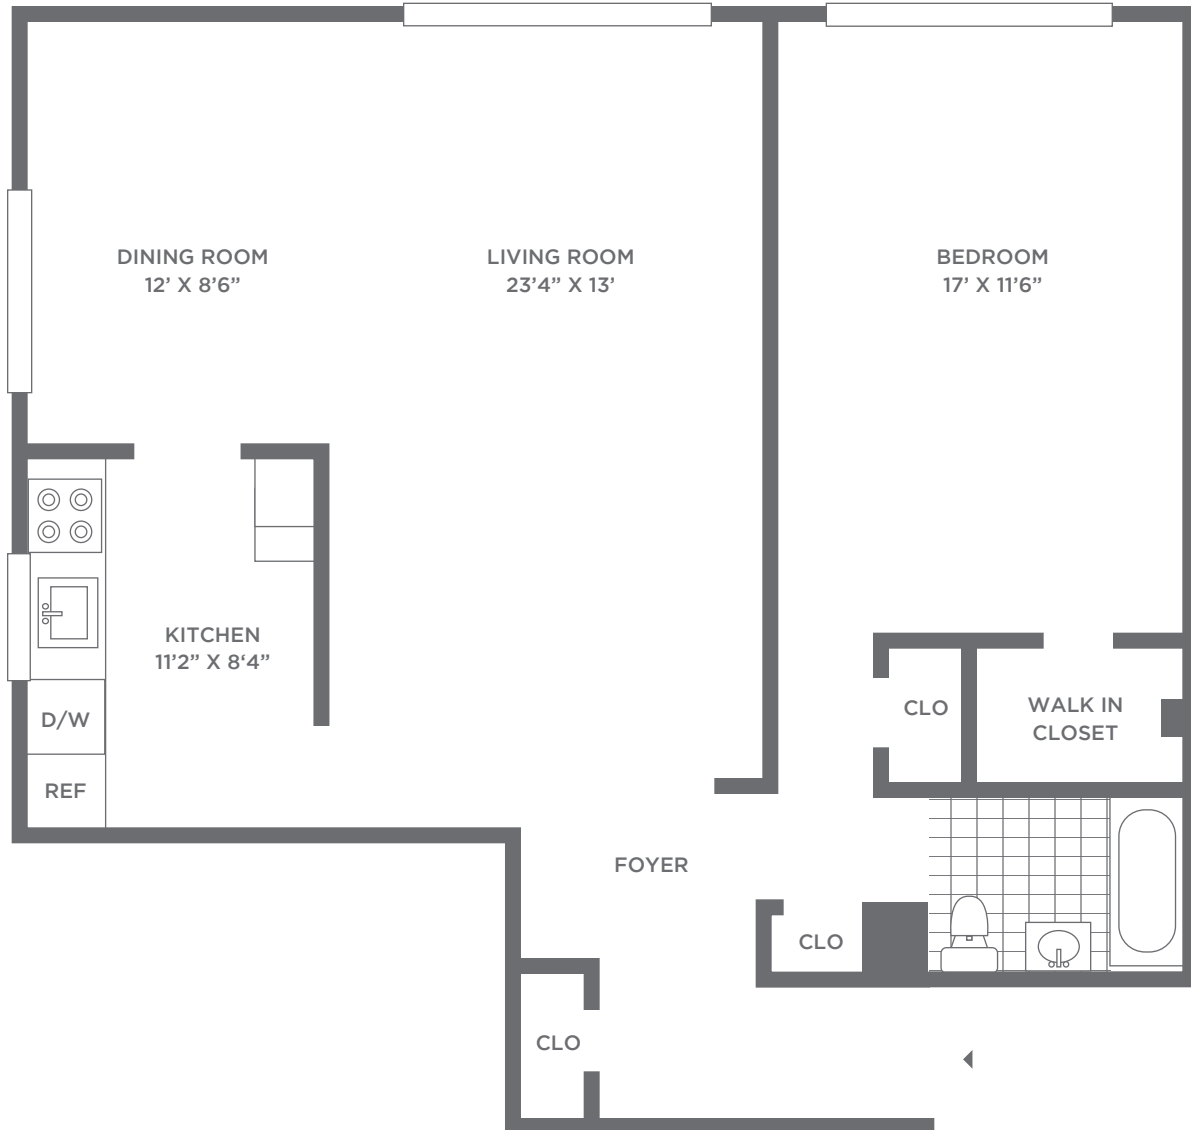 DINING ROOM
12’ X 8’6”
LIVING ROOM
23’4” X 13’
BEDROOM
17’ X 11’6”
KITCHEN
11’2” X 8‘4”
D/W
REF
CLO
WALK IN
CLOSET
FOYER
CLO
CLO